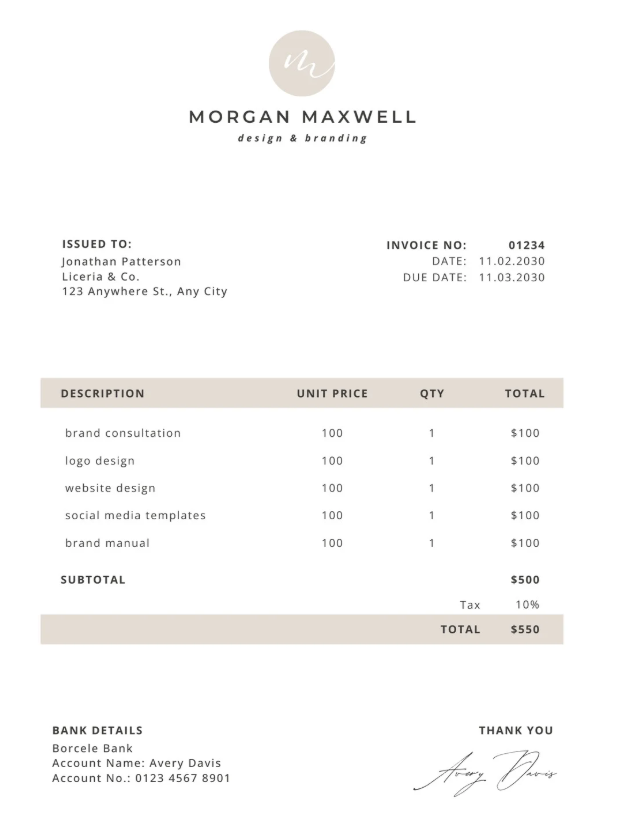 m
MORGAN MAXWELL
design & branding
ISSUED TO:
Jonathan Patterson
Liceria & Co.
123 Anywhere St., Any City
INVOICE NO: 01234
DATE: 11.02.2030
DUE DATE: 11.03.2030
DESCRIPTION UNIT PRICE QTY TOTAL
brand consultation 100 1 $100
logo design 100 1 $100
website design 100 1 $100
social media templates 100 1 $100
brand manual 100 1 $100
SUBTOTAL $500
Tax 10%
TOTAL $550
BANK DETAILS
Borcele Bank
Account Name: Avery Davis
Account No.: 0123 4567 8901
THANK YOU
Avery Davis